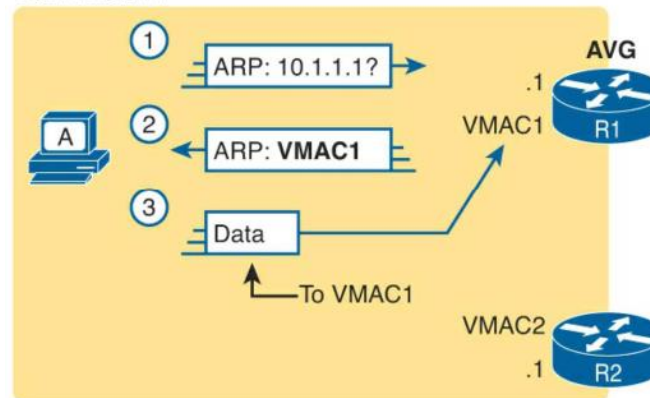 1
ARP: 10.1.1.1?
AVG
.1
VMAC1
R1
A
2
ARP: VMAC1
3
Data
To VMAC1
VMAC2
.1
R2